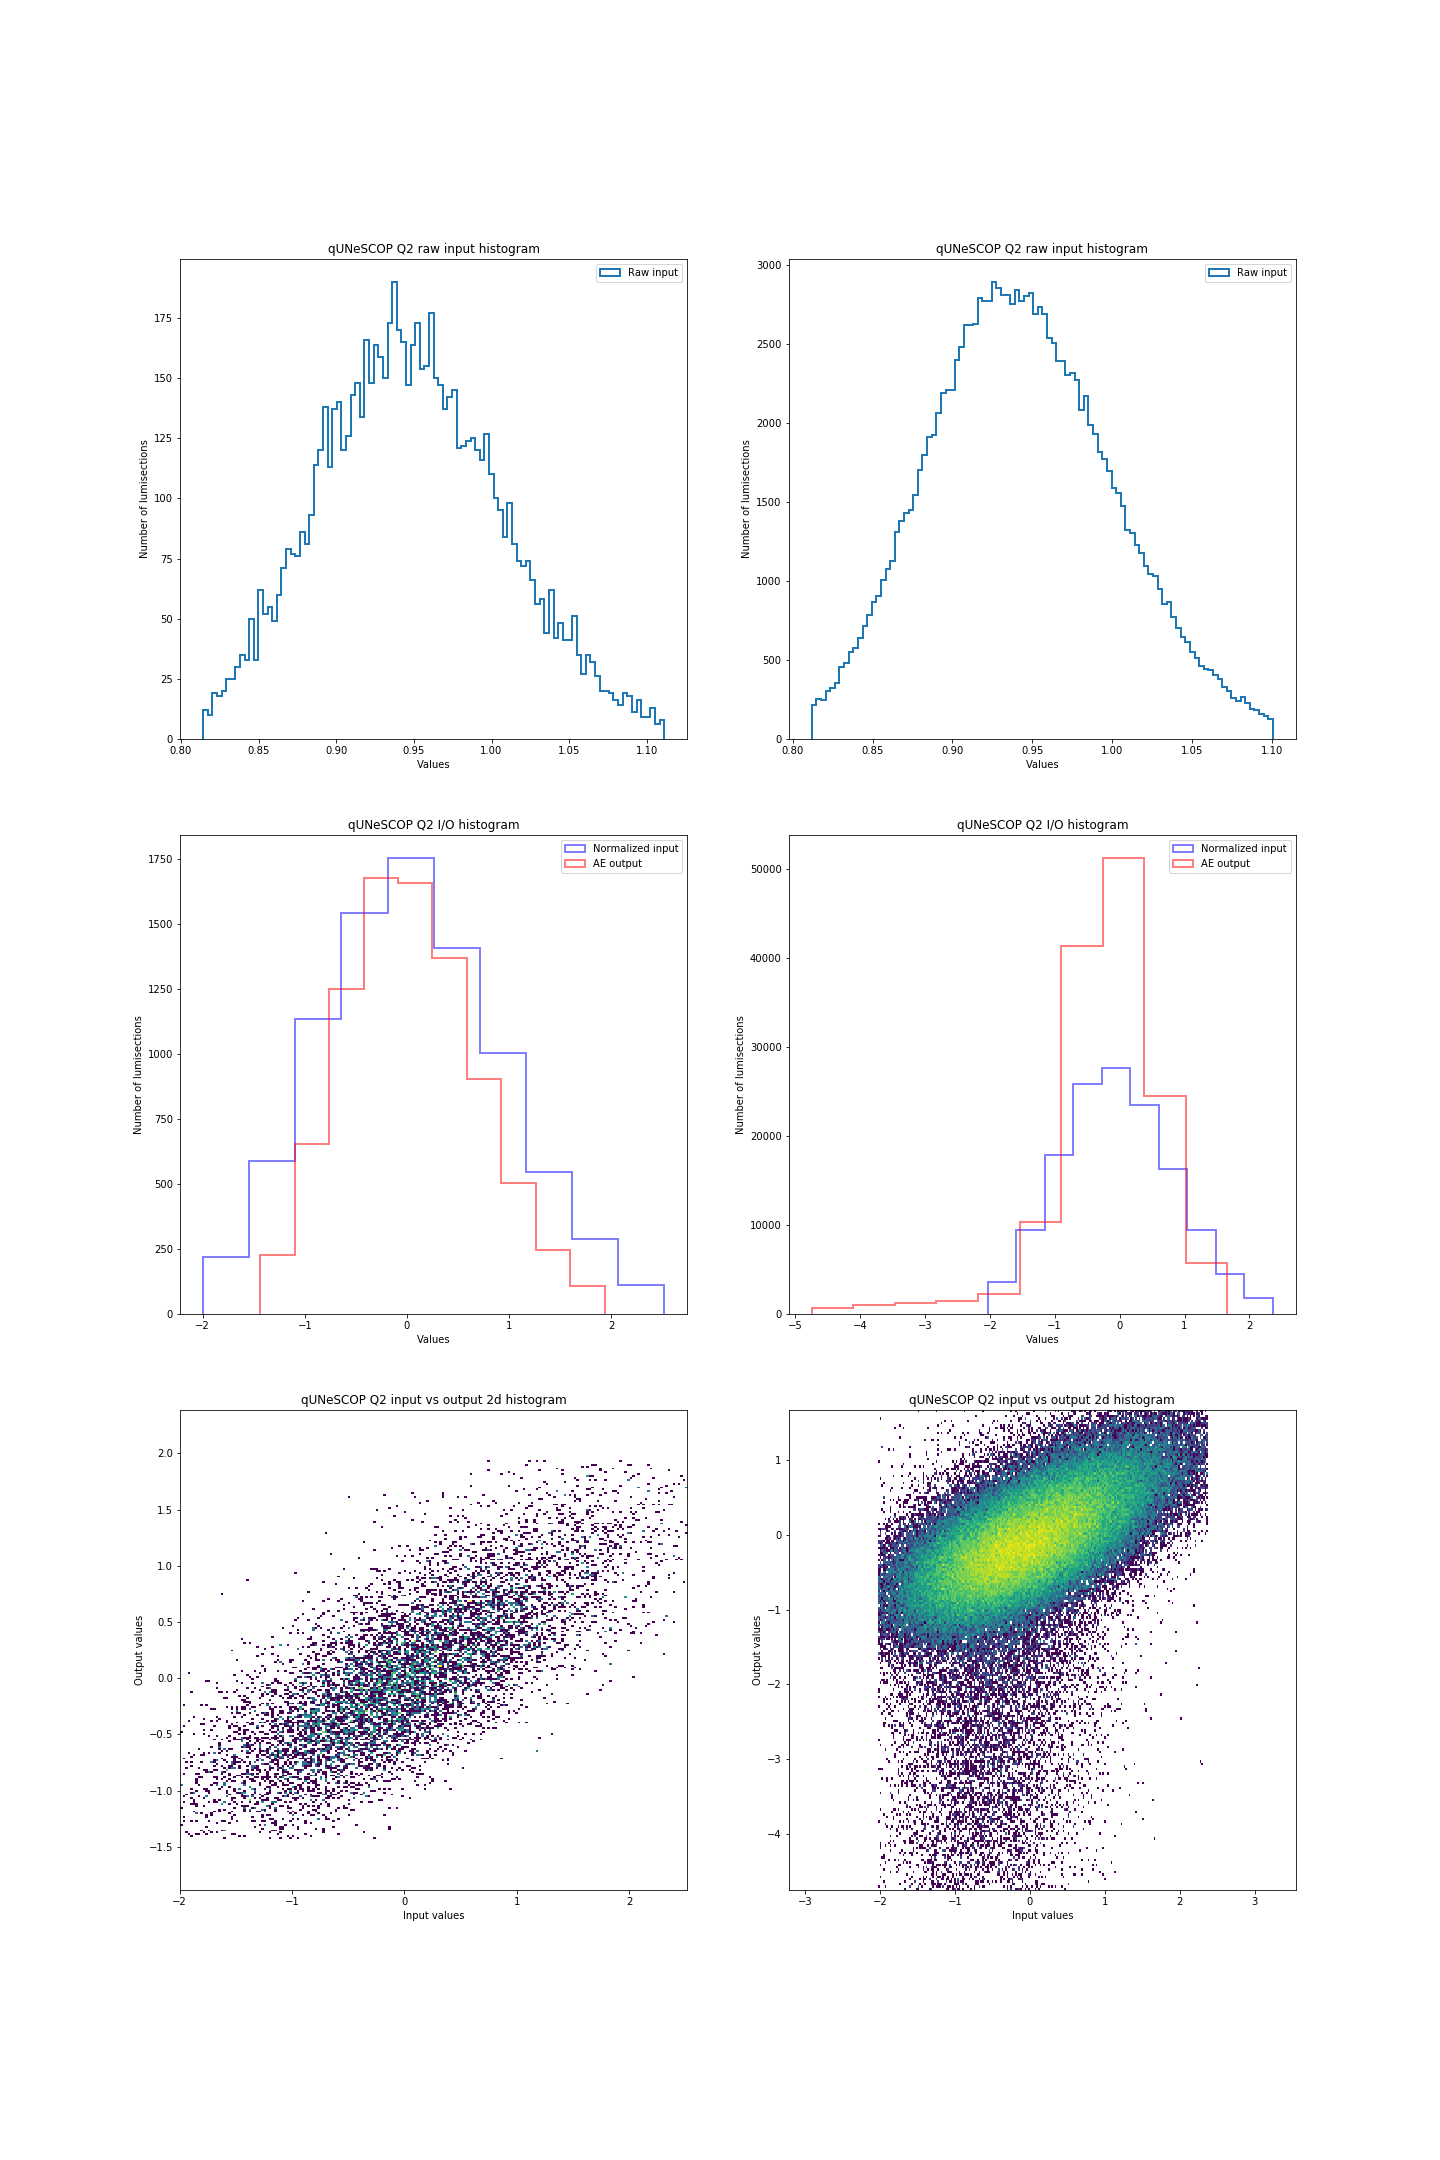 qUNeSCOP Q2 raw input histogram
Raw input
175
150
125
100
75
50
25
0
Number of lumisections
0.80 0.85 0.90 0.95 1.00 1.05 1.10
Values
qUNeSCOP Q2 raw input histogram
Raw input
3000
2500
2000
1500
1000
500
0
Number of lumisections
0.80 0.85 0.90 0.95 1.00 1.05 1.10
Values
qUNeSCOP Q2 I/O histogram
Normalized input
AE output
1750
1500
1250
1000
750
500
250
0
Number of lumisections
−2 −1 0 1 2
Values
qUNeSCOP Q2 I/O histogram
Normalized input
AE output
50000
40000
30000
20000
10000
0
Number of lumisections
−5 −4 −3 −2 −1 0 1 2
Values
qUNeSCOP Q2 input vs output 2d histogram
2.0
1.5
1.0
0.5
0.0
−0.5
−1.0
−1.5
Output values
−2 −1 0 1 2
Input values
qUNeSCOP Q2 input vs output 2d histogram
1
0
−1
−2
−3
−4
Output values
−3 −2 −1 0 1 2 3
Input values